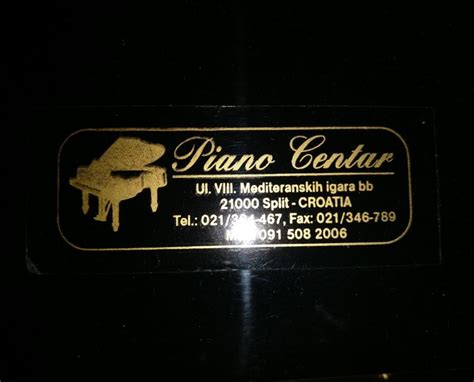 Piano Centar
Ul. VIII. Mediteranskih igara bb
21000 Split - CROATIA
Tel.: Fax: 021/346-789
091 508 2006